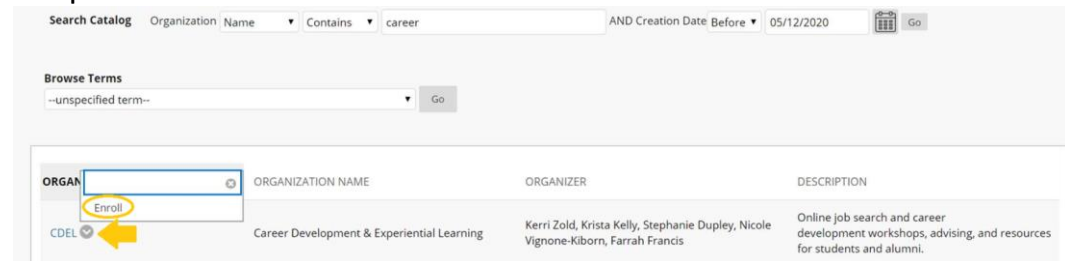 Search Catalog Organization Name Contains career AND Creation Date Before 05/12/2020 Go
Browse Terms
--unspecified term-- Go
ORGAN ORGANIZATION NAME ORGANIZER DESCRIPTION
Enroll
CDEL Career Development & Experiential Learning Kerri Zold, Krista Kelly, Stephanie Dupley, Nicole
Vignone-Kiborn, Farrah Francis
Online job search and career
development workshops, advising, and resources
for students and alumni.